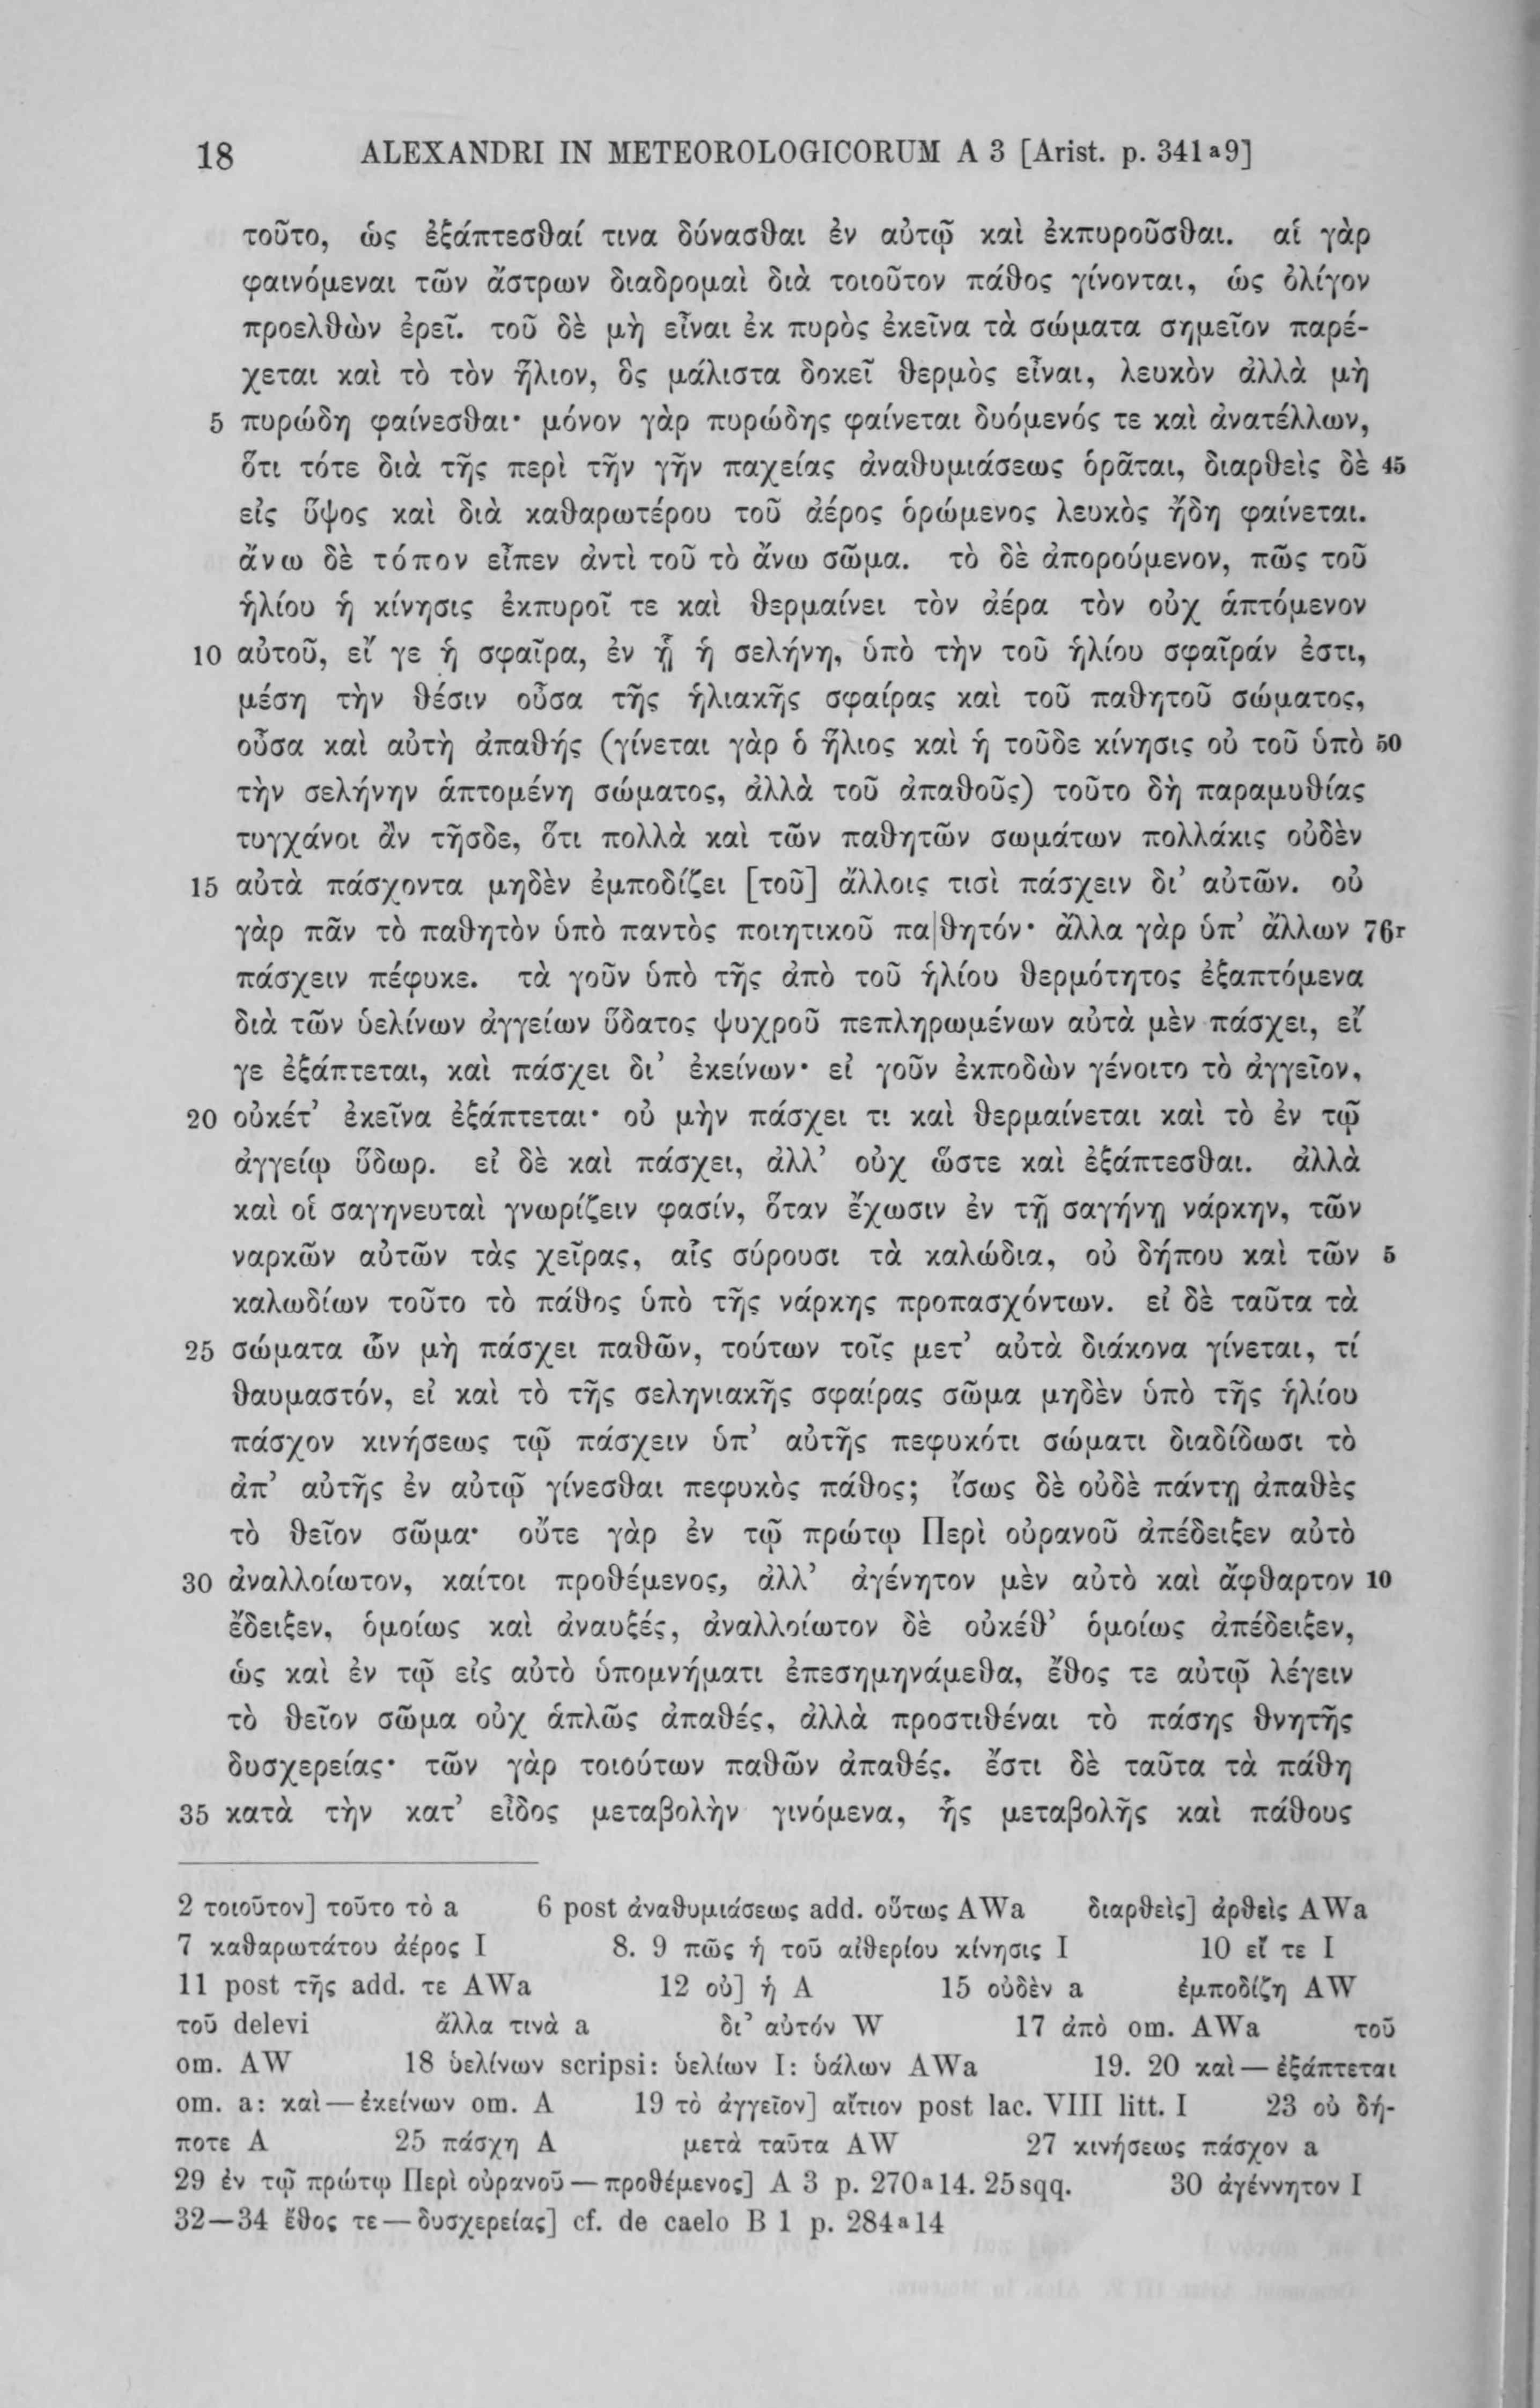 18 ALEXANDRI IN METEOROLOGICORUM A 3 [Arist. p. 341ᵃ9]
τοῦτο, ὡς ἐξάπτεσθαί τινα δύνασθαι ἐν αὐτῷ καὶ ἐκπυροῦσθαι. αἱ γὰρ
φαινόμεναι τῶν ἄστρων διαδρομαὶ διὰ τοιοῦτον πάθος γίνονται, ὡς ὀλίγον
προελθὼν ἐρεῖ. τοῦ δὲ μὴ εἶναι ἐκ πυρὸς ἐκεῖνα τὰ σώματα σημεῖον παρέ-
χεται καὶ τὸ τὸν ἥλιον, ὃς μάλιστα δοκεῖ θερμὸς εἶναι, λευκὸν ἀλλὰ μὴ
5 πυρώδη φαίνεσθαι· μόνον γὰρ πυρώδης φαίνεται δυόμενός τε καὶ ἀνατέλλων,
ὅτι τότε διὰ τῆς περὶ τὴν γῆν παχείας ἀναθυμιάσεως ὁρᾶται, διαρθεὶς δὲ 45
εἰς ὕψος καὶ διὰ καθαρωτέρου τοῦ ἀέρος ὁρώμενος λευκὸς ἤδη φαίνεται.
ἄνω δὲ τόπον εἶπεν ἀντὶ τοῦ τὸ ἄνω σῶμα. τὸ δὲ ἀπορούμενον, πῶς τοῦ
ἡλίου ἡ κίνησις ἐκπυροῖ τε καὶ θερμαίνει τὸν ἀέρα τὸν οὐχ ἁπτόμενον
10 αὐτοῦ, εἴ γε ἡ σφαῖρα, ἐν ᾗ ἡ σελήνη, ὑπὸ τὴν τοῦ ἡλίου σφαῖράν ἐστι,
μέση τὴν θέσιν οὖσα τῆς ἡλιακῆς σφαίρας καὶ τοῦ παθητοῦ σώματος,
οὖσα καὶ αὐτὴ ἀπαθής (γίνεται γὰρ ὁ ἥλιος καὶ ἡ τοῦδε κίνησις οὐ τοῦ ὑπὸ 50
τὴν σελήνην ἁπτομένη σώματος, ἀλλὰ τοῦ ἀπαθοῦς) τοῦτο δὴ παραμυθίας
τυγχάνοι ἂν τῆσδε, ὅτι πολλὰ καὶ τῶν παθητῶν σωμάτων πολλάκις οὐδὲν
15 αὐτὰ πάσχοντα μηδὲν ἐμποδίζει [τοῦ] ἄλλοις τισὶ πάσχειν δι’ αὐτῶν. οὐ
γὰρ πᾶν τὸ παθητὸν ὑπὸ παντὸς ποιητικοῦ πα|θητόν· ἄλλα γὰρ ὑπ’ ἄλλων 76r
πάσχειν πέφυκε. τὰ γοῦν ὑπὸ τῆς ἀπὸ τοῦ ἡλίου θερμότητος ἐξαπτόμενα
διὰ τῶν ὑελίνων ἀγγείων ὕδατος ψυχροῦ πεπληρωμένων αὐτὰ μὲν πάσχει, εἴ
γε ἐξάπτεται, καὶ πάσχει δι’ ἐκείνων· εἰ γοῦν ἐκποδὼν γένοιτο τὸ ἀγγεῖον,
20 οὐκέτ’ ἐκεῖνα ἐξάπτεται· οὐ μὴν πάσχει τι καὶ θερμαίνεται καὶ τὸ ἐν τῷ
ἀγγείῳ ὕδωρ. εἰ δὲ καὶ πάσχει, ἀλλ’ οὐχ ὥστε καὶ ἐξάπτεσθαι. ἀλλὰ
καὶ οἱ σαγηνευταὶ γνωρίζειν φασίν, ὅταν ἔχωσιν ἐν τῇ σαγήνῃ νάρκην, τῶν
ναρκῶν αὐτῶν τὰς χεῖρας, αἷς σύρουσι τὰ καλώδια, οὐ δήπου καὶ τῶν 5
καλωδίων τοῦτο τὸ πάθος ὑπὸ τῆς νάρκης προπασχόντων. εἰ δὲ ταῦτα τὰ
25 σώματα ὧν μὴ πάσχει παθῶν, τούτων τοῖς μετ’ αὐτὰ διάκονα γίνεται, τί
θαυμαστόν, εἰ καὶ τὸ τῆς σεληνιακῆς σφαίρας σῶμα μηδὲν ὑπὸ τῆς ἡλίου
πάσχον κινήσεως τῷ πάσχειν ὑπ’ αὐτῆς πεφυκότι σώματι διαδίδωσι τὸ
ἀπ’ αὐτῆς ἐν αὐτῷ γίνεσθαι πεφυκὸς πάθος; ἴσως δὲ οὐδὲ πάντῃ ἀπαθὲς
τὸ θεῖον σῶμα· οὔτε γὰρ ἐν τῷ πρώτῳ Περὶ οὐρανοῦ ἀπέδειξεν αὐτὸ
30 ἀναλλοίωτον, καίτοι προθέμενος, ἀλλ’ ἀγένητον μὲν αὐτὸ καὶ ἄφθαρτον 10
ἔδειξεν, ὁμοίως καὶ ἀναυξές, ἀναλλοίωτον δὲ οὐκέθ’ ὁμοίως ἀπέδειξεν,
ὡς καὶ ἐν τῷ εἰς αὐτὸ ὑπομνήματι ἐπεσημηνάμεθα, ἔθος τε αὐτῷ λέγειν
τὸ θεῖον σῶμα οὐχ ἁπλῶς ἀπαθές, ἀλλὰ προστιθέναι τὸ πάσης θνητῆς
δυσχερείας· τῶν γὰρ τοιούτων παθῶν ἀπαθές. ἔστι δὲ ταῦτα τὰ πάθη
35 κατὰ τὴν κατ’ εἶδος μεταβολὴν γινόμενα, ἧς μεταβολῆς καὶ πάθους
2 τοιοῦτον] τοῦτο τὸ a 6 post ἀναθυμιάσεως add. οὕτως AWa διαρθεὶς] ἀρθεὶς AWa
7 καθαρωτάτου ἀέρος I 8. 9 πῶς ἡ τοῦ αἰθερίου κίνησις I 10 εἴ τε I
11 post τῆς add. τε AWa 12 οὐ] ἡ A 15 οὐδὲν a ἐμποδίζη AW
τοῦ delevi ἄλλα τινὰ a δι’ αὐτόν W 17 ἀπὸ om. AWa τοῦ
om. AW 18 ὑελίνων scripsi: ὑελίων I: ὑάλων AWa 19. 20 καὶ — ἐξάπτεται
om. a: καὶ — ἐκείνων om. A 19 τὸ ἀγγεῖον] αἴτιον post lac. VIII litt. I 23 οὐ δή-
ποτε A 25 πάσχη A μετὰ ταῦτα AW 27 κινήσεως πάσχον a
29 ἐν τῷ πρώτῳ Περὶ οὐρανοῦ — προθέμενος] A 3 p. 270ᵃ14. 25 sqq. 30 ἀγέννητον I
32—34 ἔθος τε — δυσχερείας] cf. de caelo B 1 p. 284ᵃ14